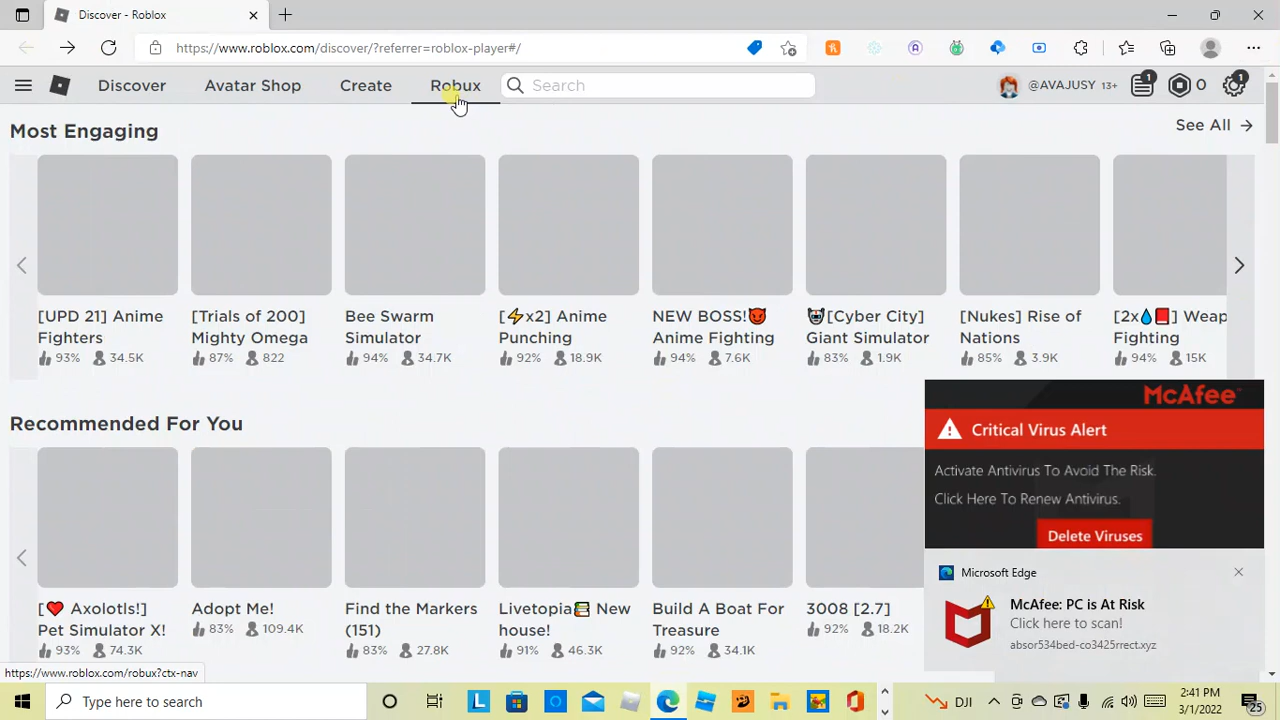 Discover - Roblox
https://www.roblox.com/discover/?referrer=roblox-player#/
Discover Avatar Shop Create Robux Search @AVAJUSY 13+ 1 0 1
Most Engaging See All →
[UPD 21] Anime Fighters
93% 34.5K
[Trials of 200] Mighty Omega
87% 822
Bee Swarm Simulator
94% 34.7K
[⚡x2] Anime Punching
92% 18.9K
NEW BOSS!😈 Anime Fighting
94% 7.6K
🐼[Cyber City] Giant Simulator
83% 1.9K
[Nukes] Rise of Nations
85% 3.9K
[2x💧📕] Weap Fighting
94% 15K
Recommended For You
[❤️ Axolotls!] Pet Simulator X!
93% 74.3K
Adopt Me!
83% 109.4K
Find the Markers (151)
83% 27.8K
Livetopia📚 New house!
91% 46.3K
Build A Boat For Treasure
92% 34.1K
3008 [2.7]
92% 18.2K
McAfee™
Critical Virus Alert
Activate Antivirus To Avoid The Risk.
Click Here To Renew Antivirus.
Delete Viruses
Microsoft Edge
McAfee: PC is At Risk
Click here to scan!
absor534bed-co3425rrect.xyz
https://www.roblox.com/robux?ctx-nav
Type here to search
L
DJI
2:41 PM
3/1/2022
25